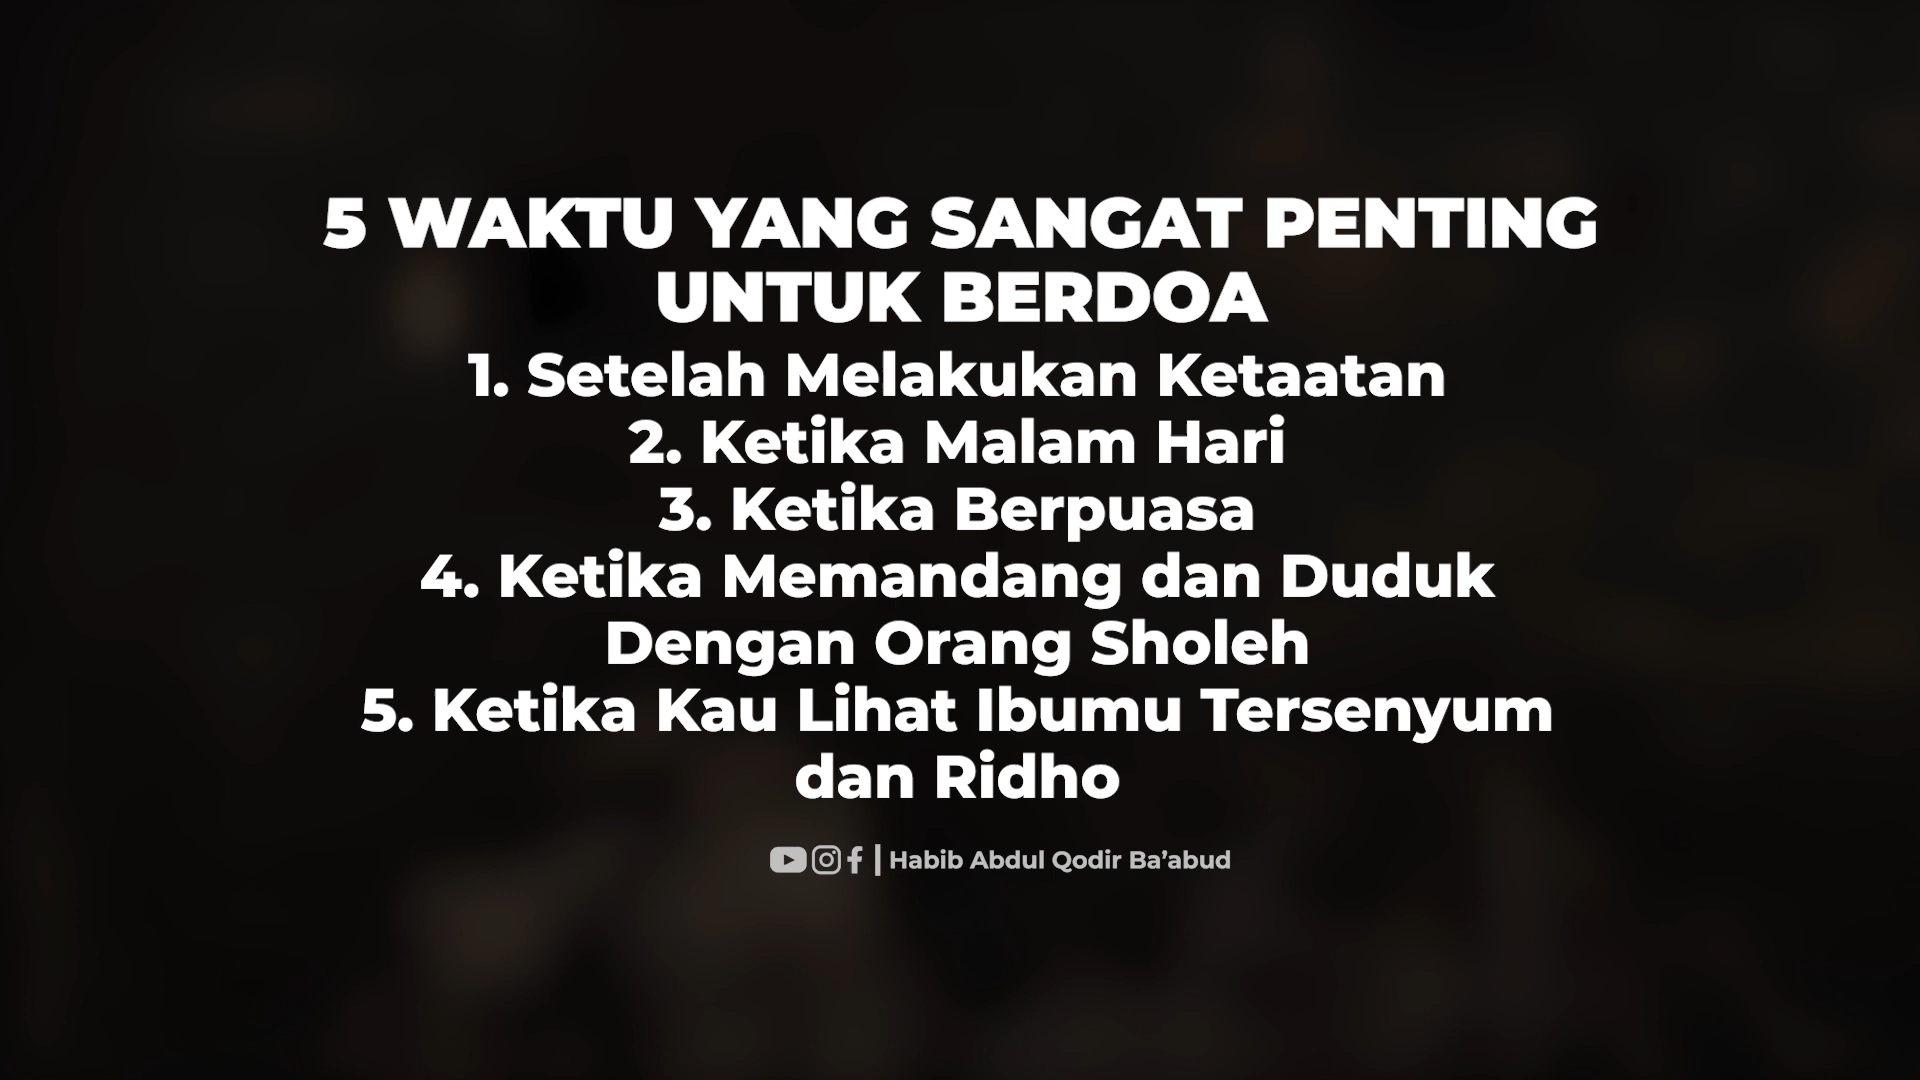 5 WAKTU YANG SANGAT PENTING
UNTUK BERDOA
1. Setelah Melakukan Ketaatan
2. Ketika Malam Hari
3. Ketika Berpuasa
4. Ketika Memandang dan Duduk
Dengan Orang Sholeh
5. Ketika Kau Lihat Ibumu Tersenyum
dan Ridho
| Habib Abdul Qodir Ba’abud